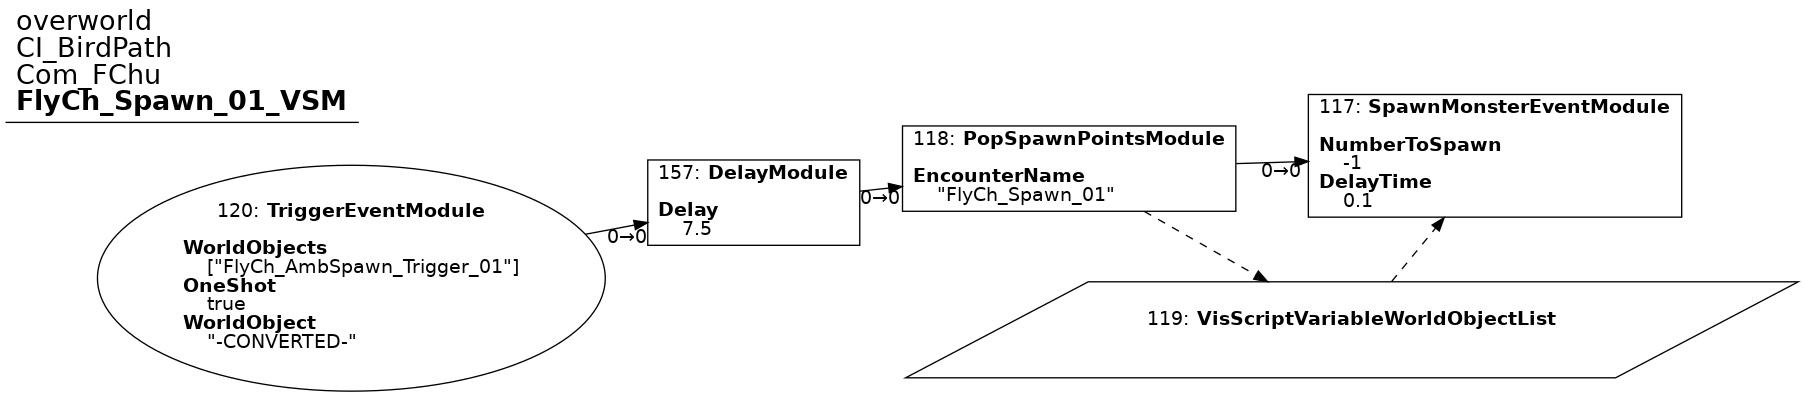 overworld
CI_BirdPath
Com_FChu
FlyCh_Spawn_01_VSM
120: TriggerEventModule
WorldObjects
["FlyCh_AmbSpawn_Trigger_01"]
OneShot
true
WorldObject
"-CONVERTED-"
0→0
157: DelayModule
Delay
7.5
0→0
118: PopSpawnPointsModule
EncounterName
"FlyCh_Spawn_01"
0→0
117: SpawnMonsterEventModule
NumberToSpawn
-1
DelayTime
0.1
119: VisScriptVariableWorldObjectList